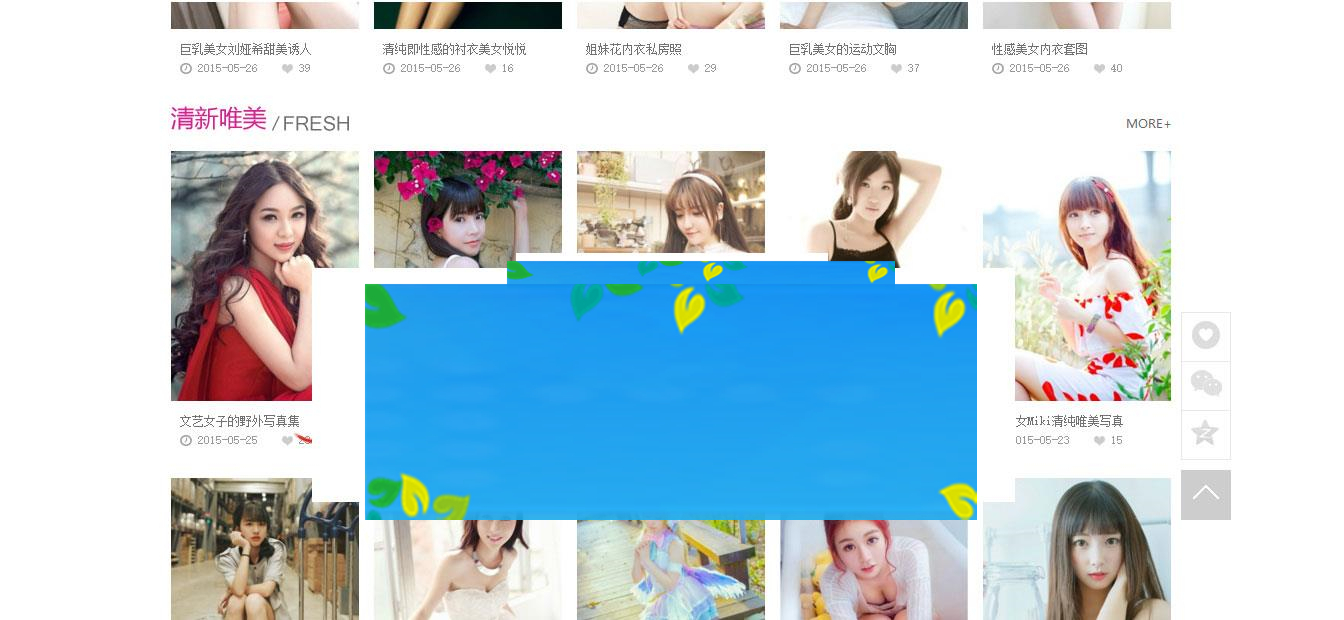 巨乳美女刘娅希甜美诱人
2015-05-26 39
清纯即性感的衬衣美女悦悦
2015-05-26 16
姐妹花内衣私房照
2015-05-26 29
巨乳美女的运动文胸
2015-05-26 37
性感美女内衣套图
2015-05-26 40
清新唯美 / FRESH
MORE+
文艺女子的野外写真集
2015-05-25
女Miki清纯唯美写真
015-05-23 15